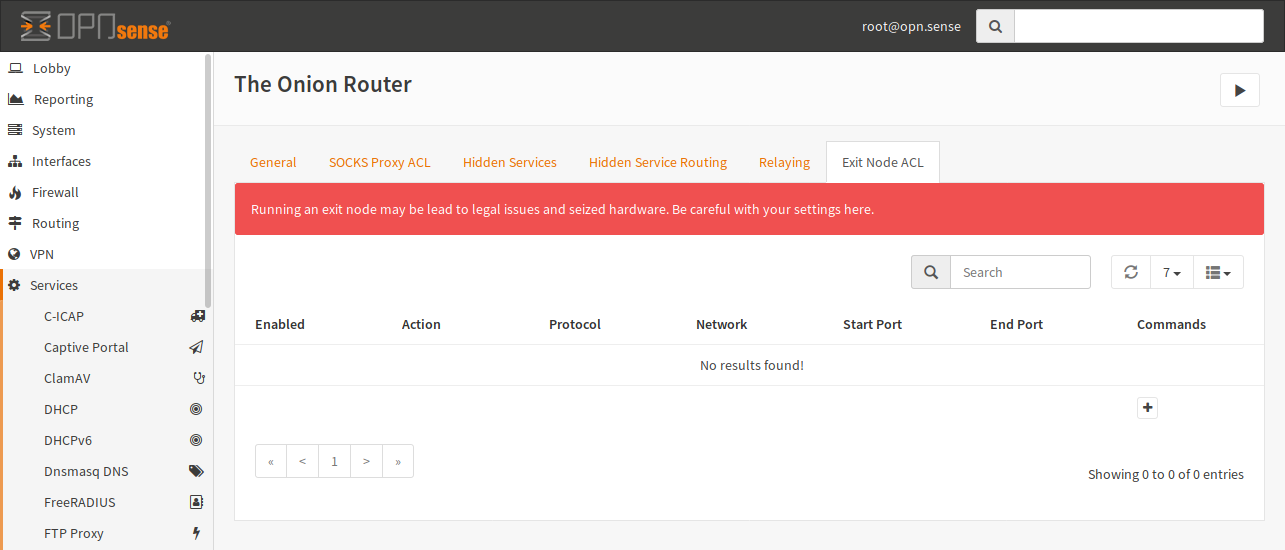 OPNsense
root@opn.sense
Lobby
Reporting
System
Interfaces
Firewall
Routing
VPN
Services
C-ICAP
Captive Portal
ClamAV
DHCP
DHCPv6
Dnsmasq DNS
FreeRADIUS
FTP Proxy
The Onion Router
General SOCKS Proxy ACL Hidden Services Hidden Service Routing Relaying Exit Node ACL
Running an exit node may be lead to legal issues and seized hardware. Be careful with your settings here.
Search 7
Enabled Action Protocol Network Start Port End Port Commands
No results found!
« < 1 > »
Showing 0 to 0 of 0 entries